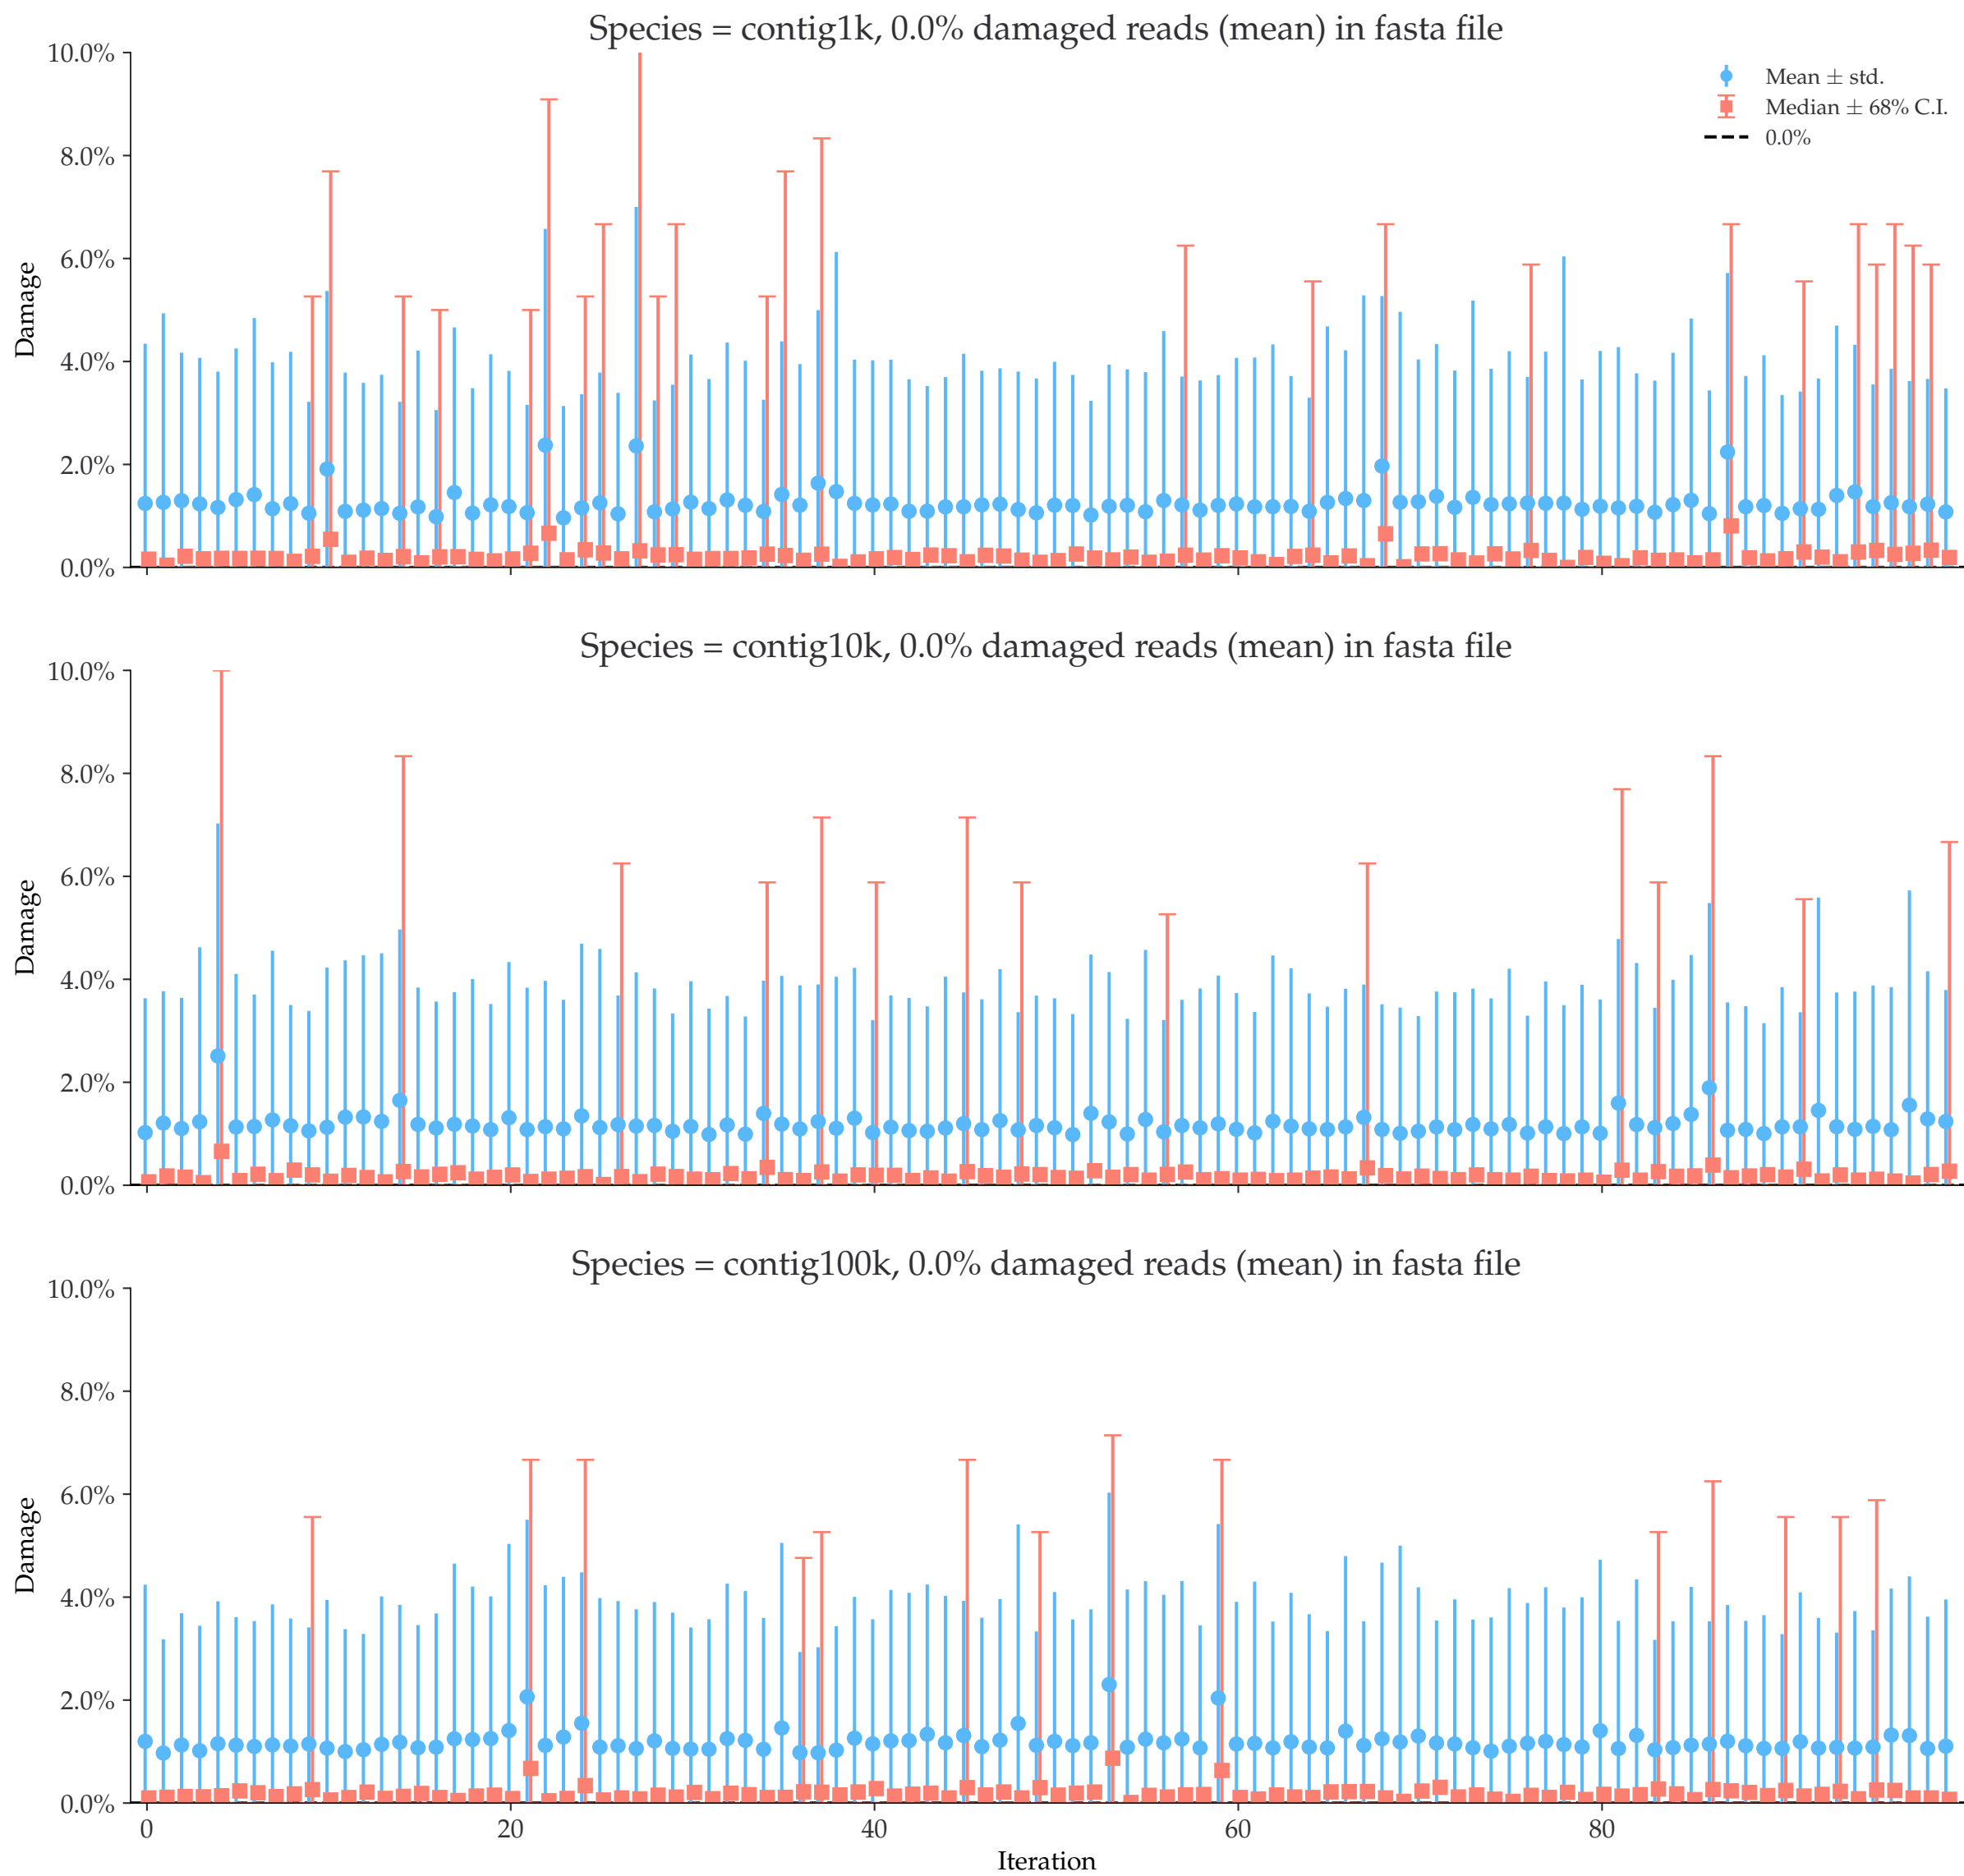 Species = contig1k, 0.0% damaged reads (mean) in fasta file
10.0%
8.0%
6.0%
4.0%
2.0%
0.0%
Damage
Mean ± std.
Median ± 68% C.I.
0.0%
Species = contig10k, 0.0% damaged reads (mean) in fasta file
10.0%
8.0%
6.0%
4.0%
2.0%
0.0%
Damage
Species = contig100k, 0.0% damaged reads (mean) in fasta file
10.0%
8.0%
6.0%
4.0%
2.0%
0.0%
Damage
0 20 40 60 80
Iteration